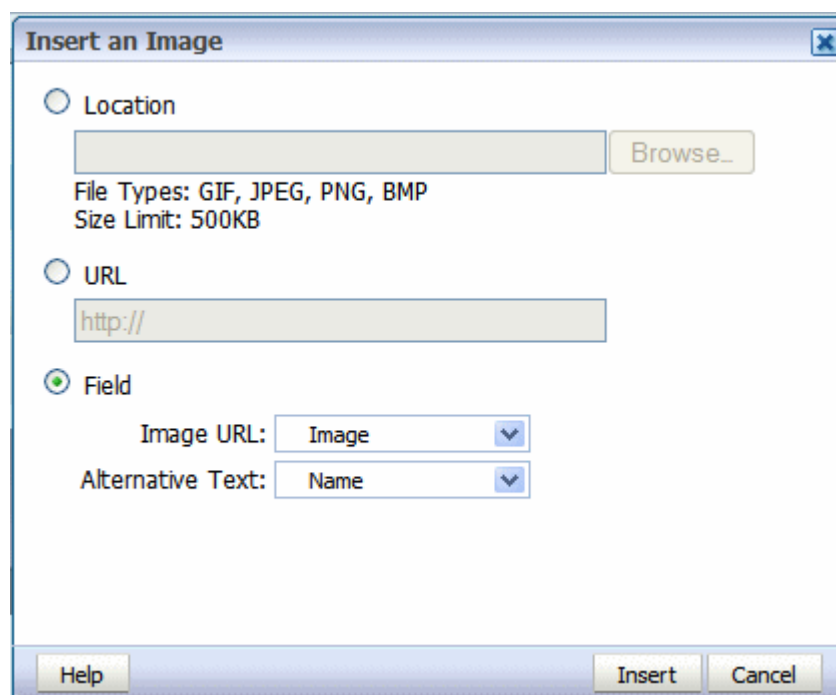 Insert an Image
Location
Browse...
File Types: GIF, JPEG, PNG, BMP
Size Limit: 500KB
URL
http://
Field
Image URL: Image
Alternative Text: Name
Help Insert Cancel